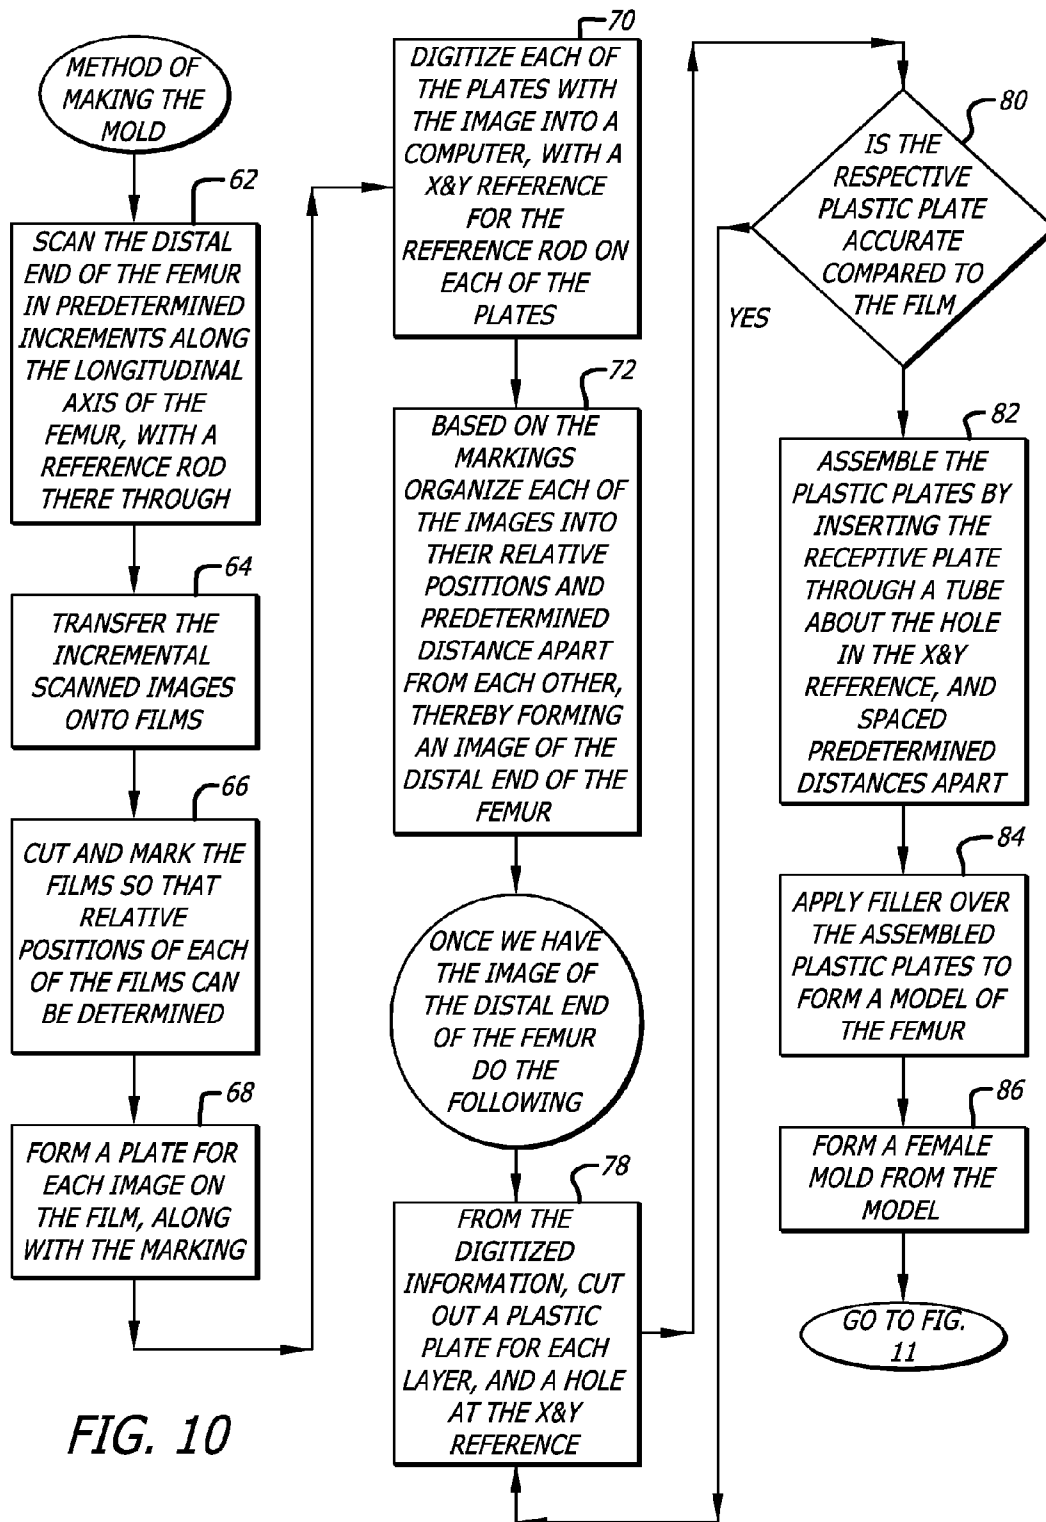 METHOD OF
MAKING THE
MOLD
62
SCAN THE DISTAL
END OF THE FEMUR
IN PREDETERMINED
INCREMENTS ALONG
THE LONGITUDINAL
AXIS OF THE
FEMUR, WITH A
REFERENCE ROD
THERE THROUGH
64
TRANSFER THE
INCREMENTAL
SCANNED IMAGES
ONTO FILMS
66
CUT AND MARK THE
FILMS SO THAT
RELATIVE
POSITIONS OF EACH
OF THE FILMS CAN
BE DETERMINED
68
FORM A PLATE FOR
EACH IMAGE ON
THE FILM, ALONG
WITH THE MARKING
70
DIGITIZE EACH OF
THE PLATES WITH
THE IMAGE INTO A
COMPUTER, WITH A
X&Y REFERENCE
FOR THE
REFERENCE ROD ON
EACH OF THE
PLATES
72
BASED ON THE
MARKINGS
ORGANIZE EACH OF
THE IMAGES INTO
THEIR RELATIVE
POSITIONS AND
PREDETERMINED
DISTANCE APART
FROM EACH OTHER,
THEREBY FORMING
AN IMAGE OF THE
DISTAL END OF THE
FEMUR
ONCE WE HAVE
THE IMAGE OF
THE DISTAL END
OF THE FEMUR
DO THE
FOLLOWING
78
FROM THE
DIGITIZED
INFORMATION, CUT
OUT A PLASTIC
PLATE FOR EACH
LAYER, AND A HOLE
AT THE X&Y
REFERENCE
80
IS THE
RESPECTIVE
PLASTIC PLATE
ACCURATE
COMPARED TO
THE FILM
YES
82
ASSEMBLE THE
PLASTIC PLATES BY
INSERTING THE
RECEPTIVE PLATE
THROUGH A TUBE
ABOUT THE HOLE
IN THE X&Y
REFERENCE, AND
SPACED
PREDETERMINED
DISTANCES APART
84
APPLY FILLER OVER
THE ASSEMBLED
PLASTIC PLATES TO
FORM A MODEL OF
THE FEMUR
86
FORM A FEMALE
MOLD FROM THE
MODEL
GO TO FIG.
11
FIG. 10